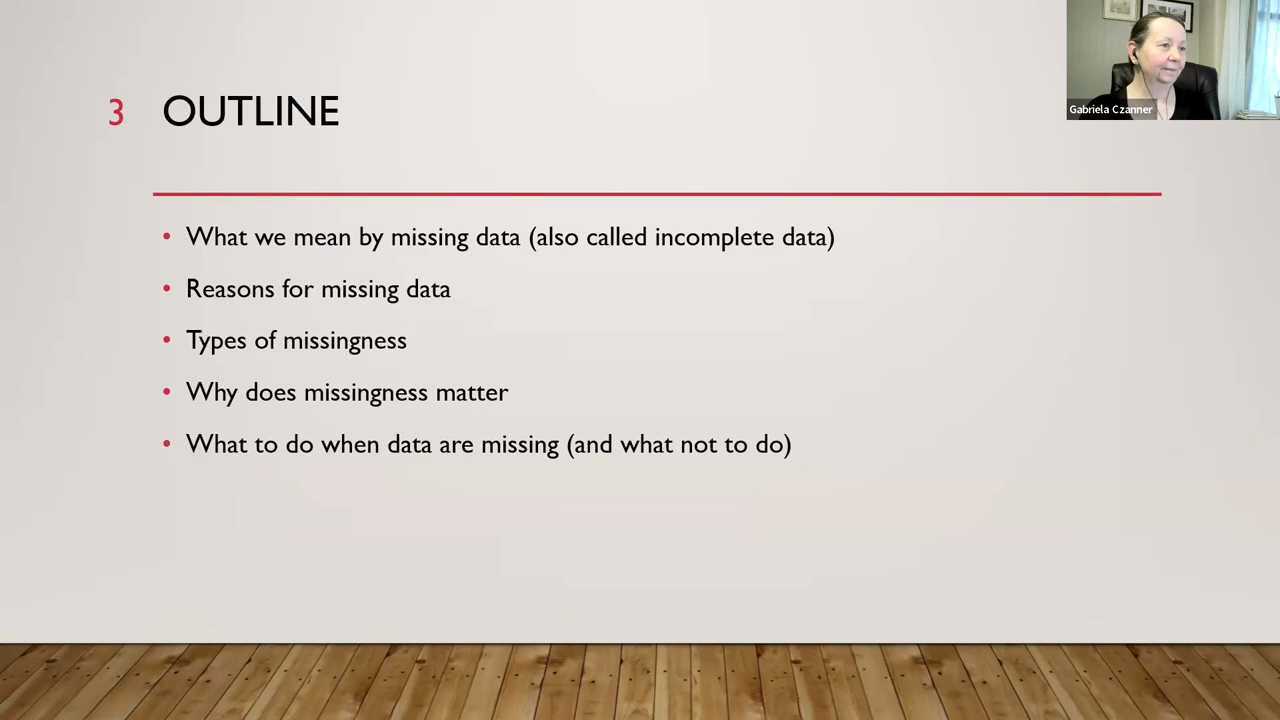 3 OUTLINE
Gabriela Czanner
• What we mean by missing data (also called incomplete data)
• Reasons for missing data
• Types of missingness
• Why does missingness matter
• What to do when data are missing (and what not to do)